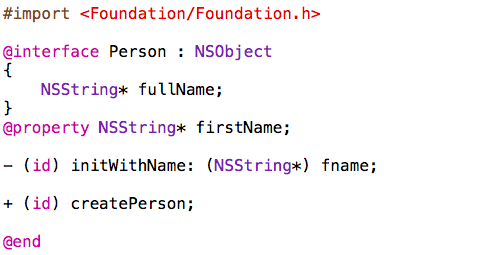 #import <Foundation/Foundation.h>
@interface Person : NSObject
{
    NSString* fullName;
}
@property NSString* firstName;
- (id) initWithName: (NSString*) fname;
+ (id) createPerson;
@end